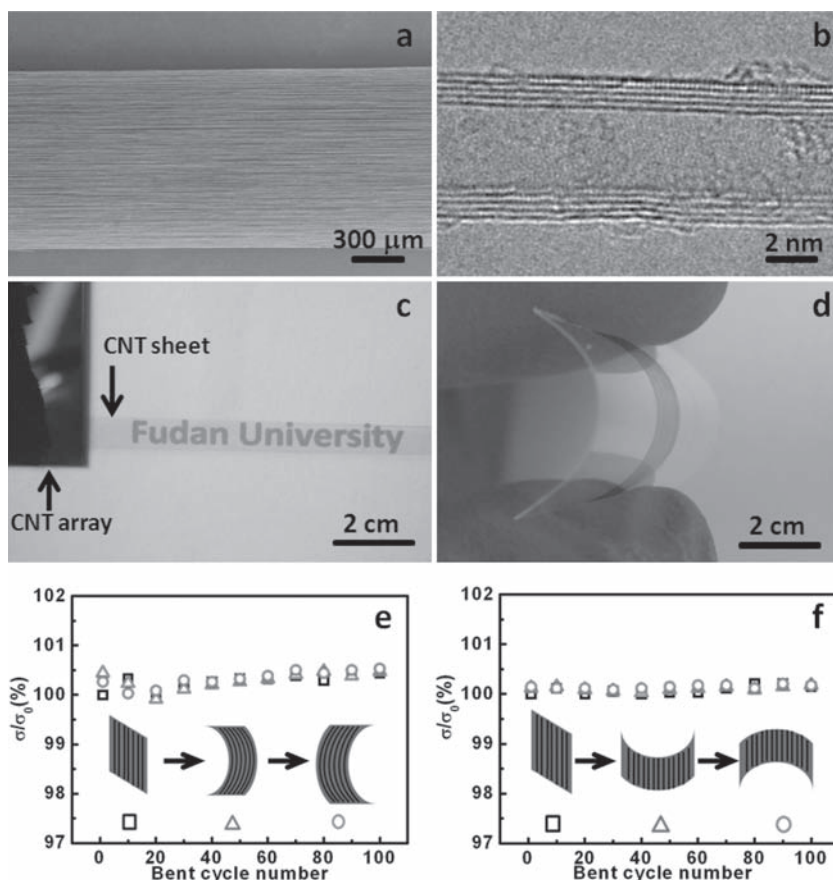 a
300 μm
b
2 nm
c
CNT sheet
Fudan University
CNT array
2 cm
d
2 cm
e
σ/σ0(%)
102
101
100
99
98
97
0 20 40 60 80 100
Bent cycle number
f
σ/σ0(%)
102
101
100
99
98
97
0 20 40 60 80 100
Bent cycle number